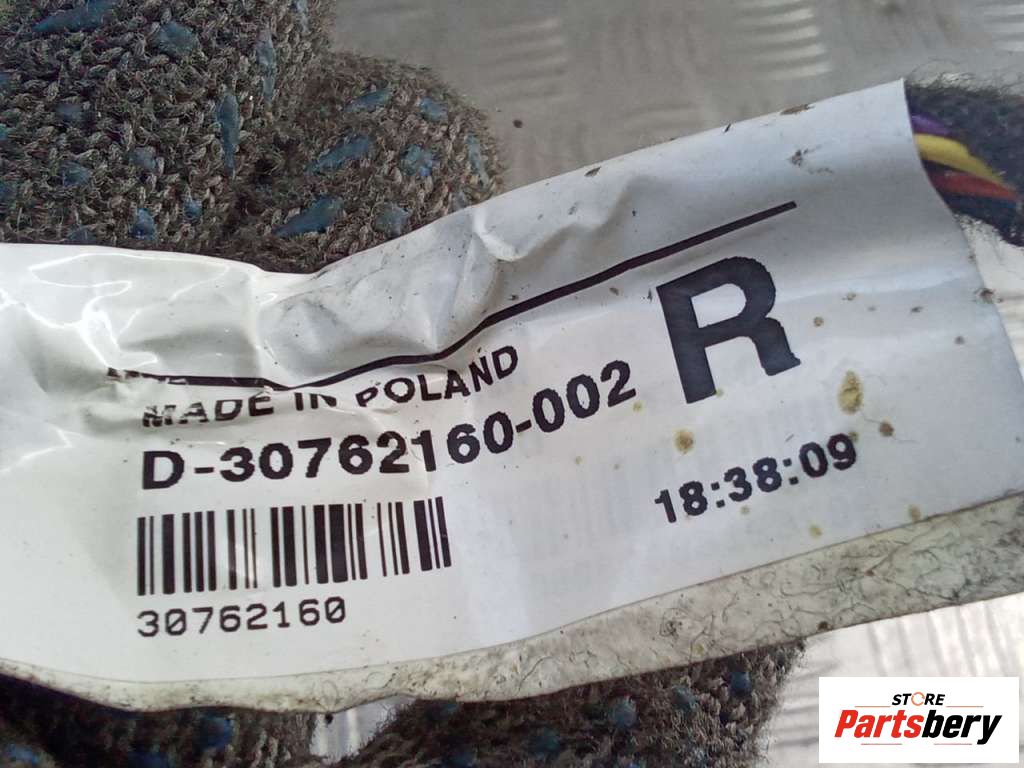 MADE IN POLAND
D-30762160-002
R
18:38:09
30762160
STORE
Partsbery